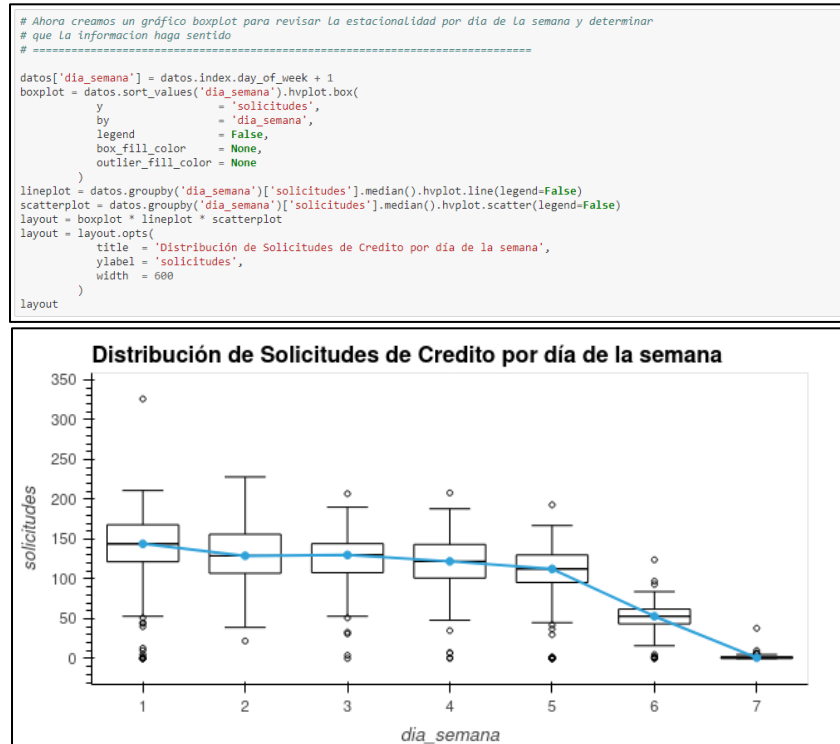 # Ahora creamos un gráfico boxplot para revisar la estacionalidad por dia de la semana y determinar
# que la informacion haga sentido
# ==============================================================================
datos['dia_semana'] = datos.index.day_of_week + 1
boxplot = datos.sort_values('dia_semana').hvplot.box(
y = 'solicitudes',
by = 'dia_semana',
legend = False,
box_fill_color = None,
outlier_fill_color = None
)
lineplot = datos.groupby('dia_semana')['solicitudes'].median().hvplot.line(legend=False)
scatterplot = datos.groupby('dia_semana')['solicitudes'].median().hvplot.scatter(legend=False)
layout = boxplot * lineplot * scatterplot
layout = layout.opts(
title = 'Distribución de Solicitudes de Credito por día de la semana',
ylabel = 'solicitudes',
width = 600
)
layout
Distribución de Solicitudes de Credito por día de la semana
350
300
250
200
150
100
50
0
solicitudes
1 2 3 4 5 6 7
dia_semana